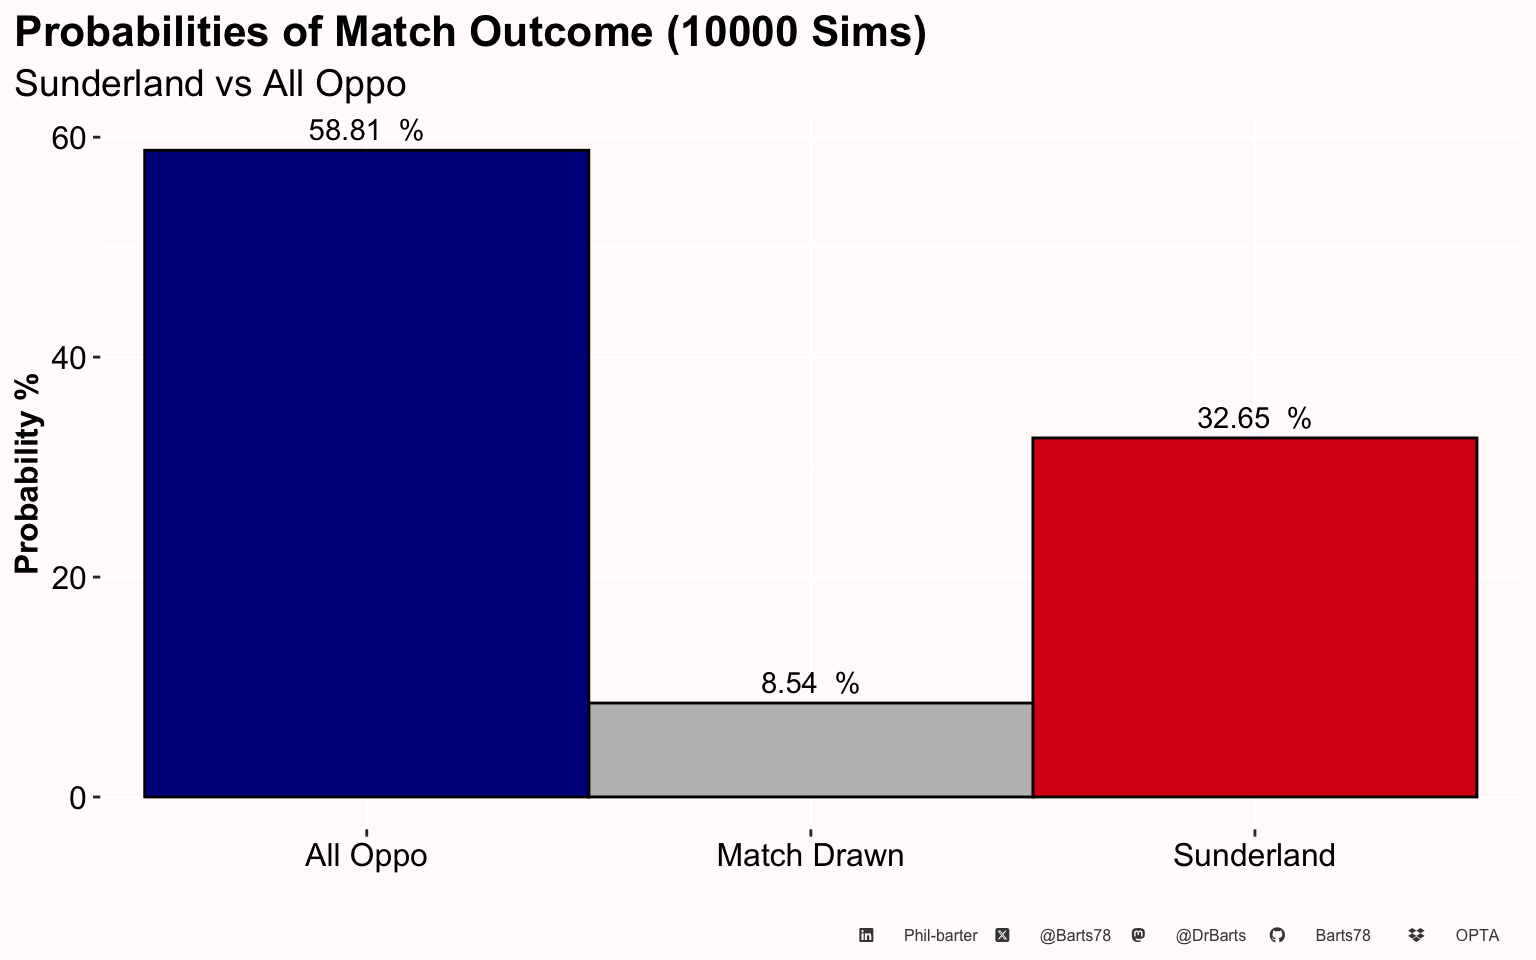 Probabilities of Match Outcome (10000 Sims)
Sunderland vs All Oppo
58.81 %
60
40
32.65 %
Probability %
20
8.54 %
0
All Oppo Match Drawn Sunderland
Phil-barter @Barts78 @DrBarts Barts78 OPTA